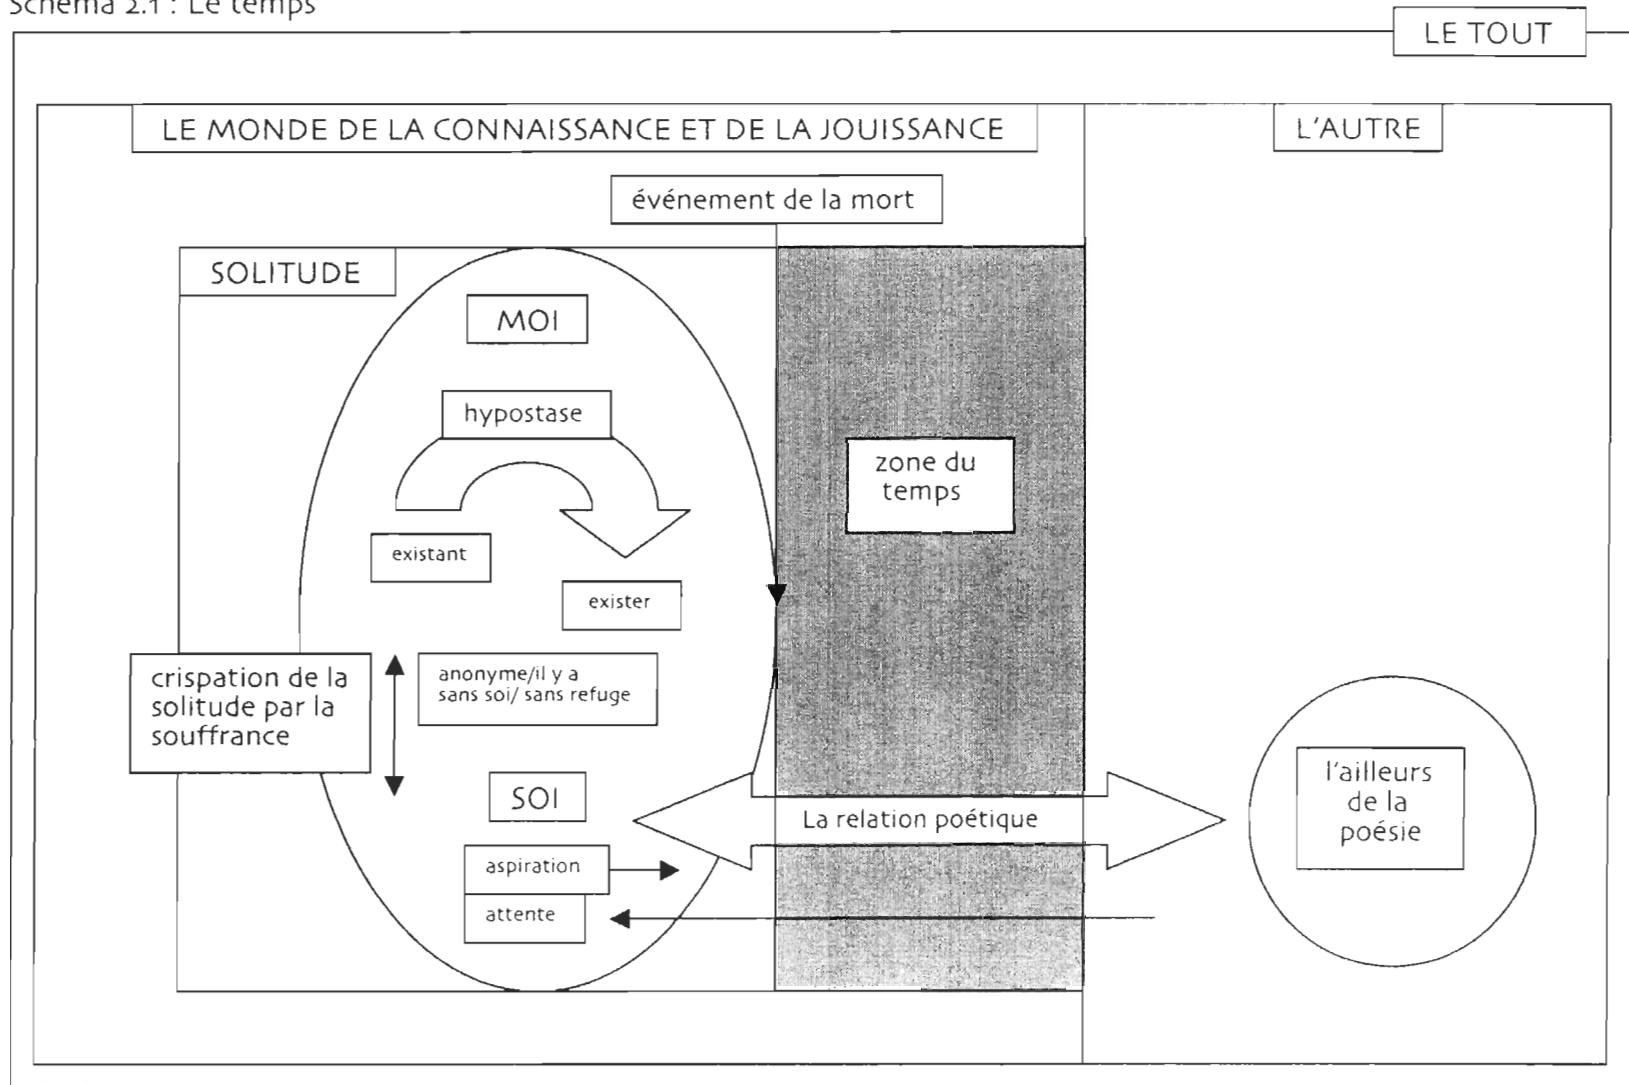 Schéma 2.1 : Le temps
LE TOUT
LE MONDE DE LA CONNAISSANCE ET DE LA JOUISSANCE
L'AUTRE
événement de la mort
SOLITUDE
MOI
hypostase
zone du
temps
existant
exister
crispation de la
solitude par la
souffrance
anonyme/il y a
sans soi/ sans refuge
SOI
La relation poétique
l'ailleurs
de la
poésie
aspiration
attente